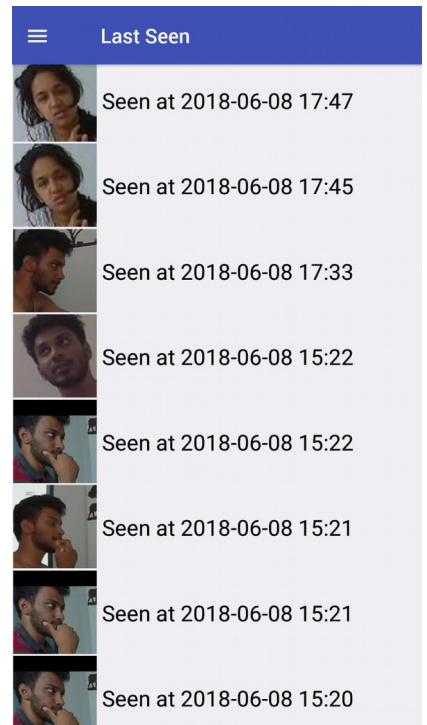 Last Seen
Seen at 2018-06-08 17:47
Seen at 2018-06-08 17:45
Seen at 2018-06-08 17:33
Seen at 2018-06-08 15:22
Seen at 2018-06-08 15:22
Seen at 2018-06-08 15:21
Seen at 2018-06-08 15:21
Seen at 2018-06-08 15:20